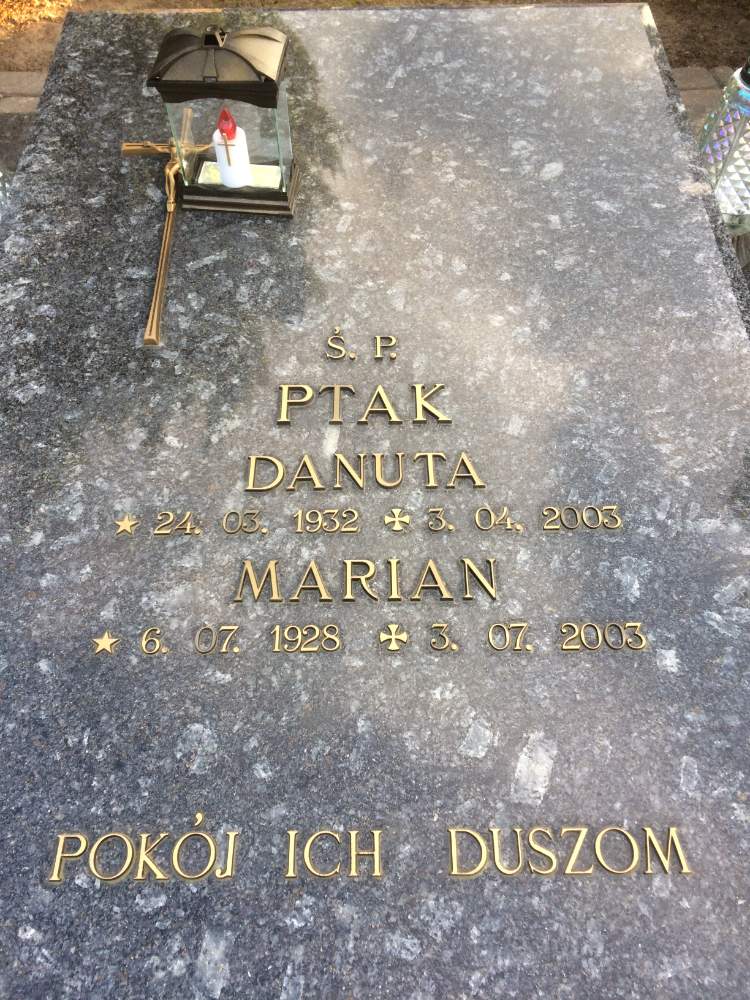 Ś. P.
PTAK
DANUTA
★ 24. 03. 1932 ✠ 3. 04. 2003
MARIAN
★ 6. 07. 1928 ✠ 3. 07. 2003
POKÓJ ICH DUSZOM